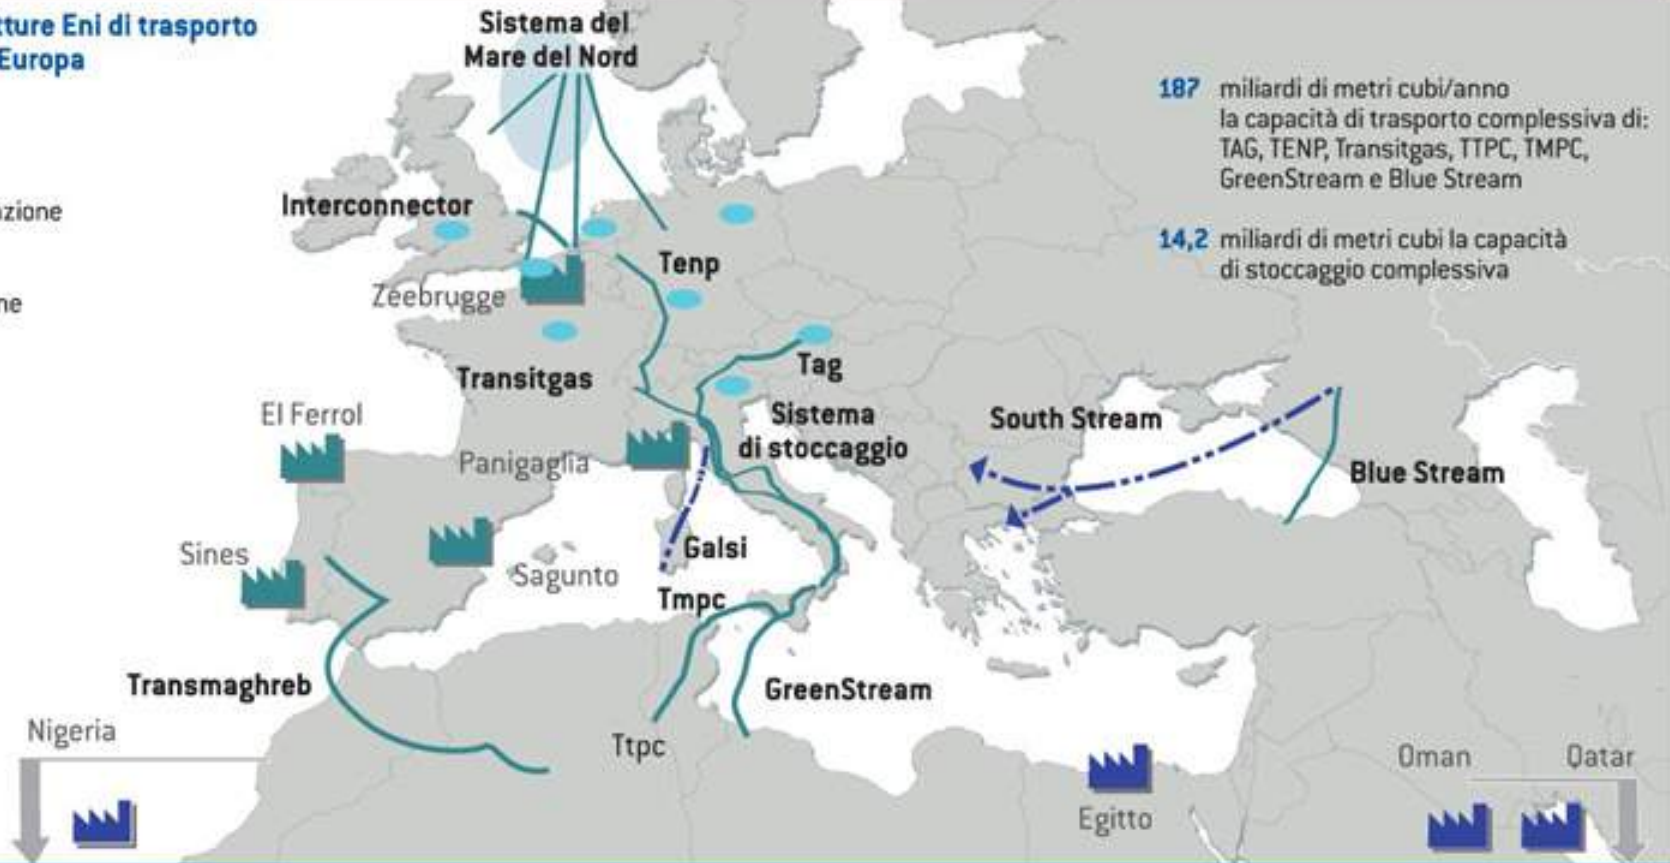 tture Eni di trasporto
Europa
azione
ne
Sistema del
Mare del Nord
187 miliardi di metri cubi/anno
la capacità di trasporto complessiva di:
TAG, TENP, Transitgas, TTPC, TMPC,
GreenStream e Blue Stream
14,2 miliardi di metri cubi la capacità
di stoccaggio complessiva
Interconnector
Tenp
Zeebrugge
Transitgas
Tag
El Ferrol
Sistema
di stoccaggio
South Stream
Panigaglia
Blue Stream
Sines
Galsi
Sagunto
Tmpc
Transmaghreb
GreenStream
Nigeria
Ttpc
Oman
Qatar
Egitto